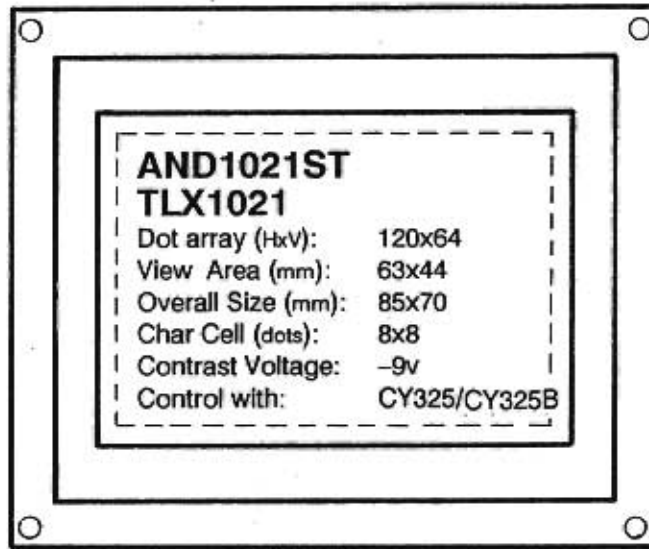 AND1021ST
TLX1021
Dot array (HxV): 120x64
View Area (mm): 63x44
Overall Size (mm): 85x70
Char Cell (dots): 8x8
Contrast Voltage: –9v
Control with: CY325/CY325B